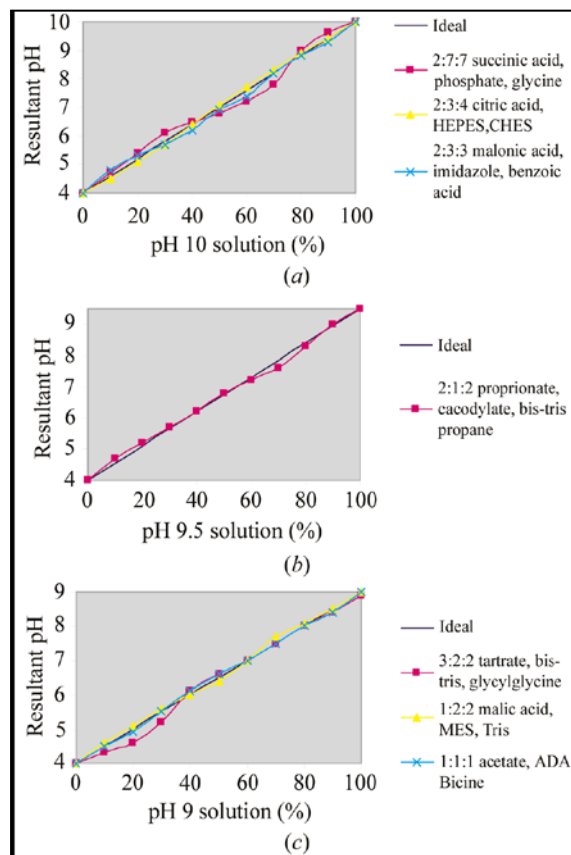 Resultant pH
10
9
8
7
6
5
4
0
20
40
60
80
100
pH 10 solution (%)
(a)
Ideal
2:7:7 succinic acid,
phosphate, glycine
2:3:4 citric acid,
HEPES,CHES
2:3:3 malonic acid,
imidazole, benzoic
acid
Resultant pH
9
8
7
6
5
4
0
20
40
60
80
100
pH 9.5 solution (%)
(b)
Ideal
2:1:2 proprionate,
cacodylate, bis-tris
propane
Resultant pH
9
8
7
6
5
4
0
20
40
60
80
100
pH 9 solution (%)
(c)
Ideal
3:2:2 tartrate, bis-
tris, glycylglycine
1:2:2 malic acid,
MES, Tris
1:1:1 acetate, ADA
Bicine